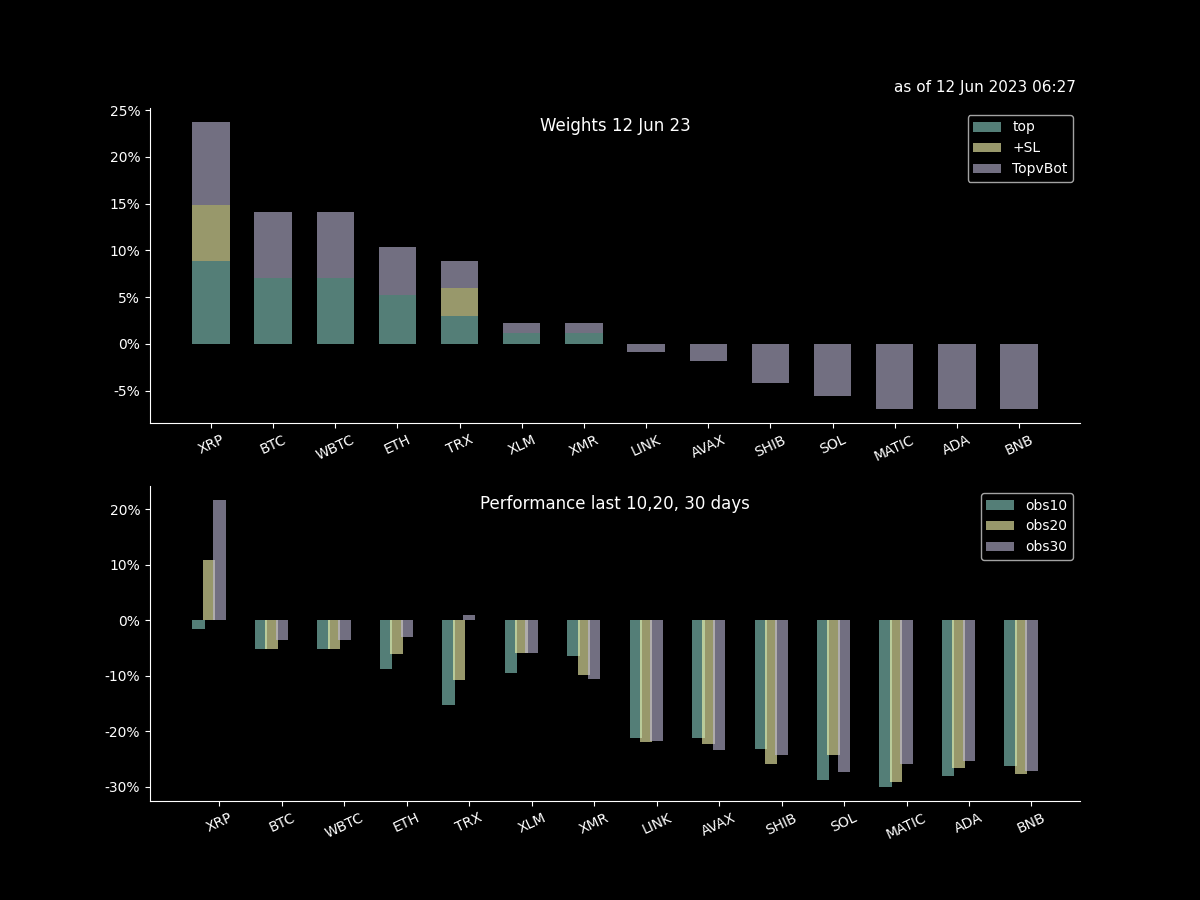 as of 12 Jun 2023 06:27
Weights 12 Jun 23
top
+SL
TopvBot
25%
20%
15%
10%
5%
0%
-5%
XRP BTC WBTC ETH TRX XLM XMR LINK AVAX SHIB SOL MATIC ADA BNB
Performance last 10,20, 30 days
obs10
obs20
obs30
20%
10%
0%
-10%
-20%
-30%
XRP BTC WBTC ETH TRX XLM XMR LINK AVAX SHIB SOL MATIC ADA BNB